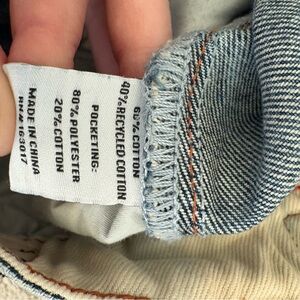 60% COTTON
40% RECYCLED COTTON
POCKETING:
80% POLYESTER
20% COTTON
MADE IN CHINA
RN# 163017